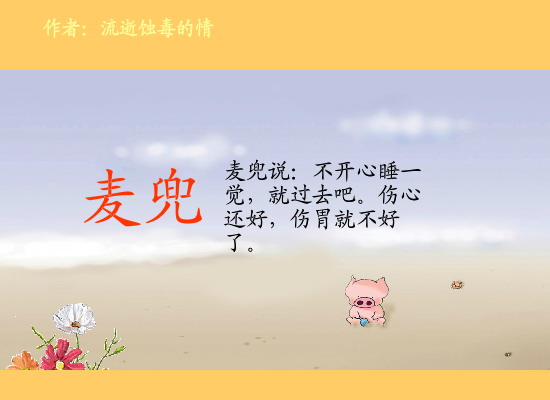 作者：流逝蚀毒的情
麦兜
麦兜说：不开心睡一
觉，就过去吧。伤心
还好，伤胃就不好
了。